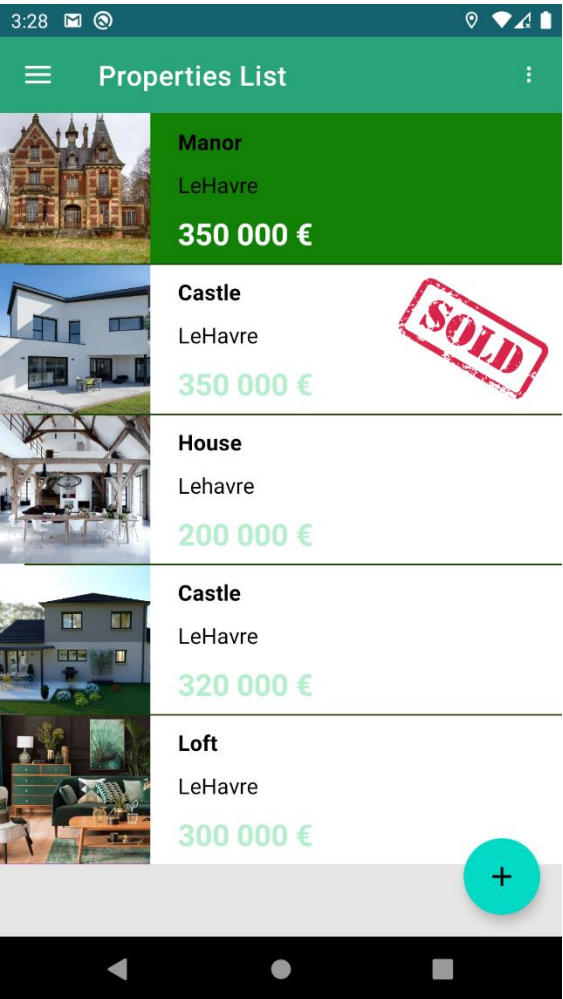 3:28
Properties List
Manor
LeHavre
350 000 €
Castle
LeHavre
350 000 €
SOLD
House
Lehavre
200 000 €
Castle
LeHavre
320 000 €
Loft
LeHavre
300 000 €
+